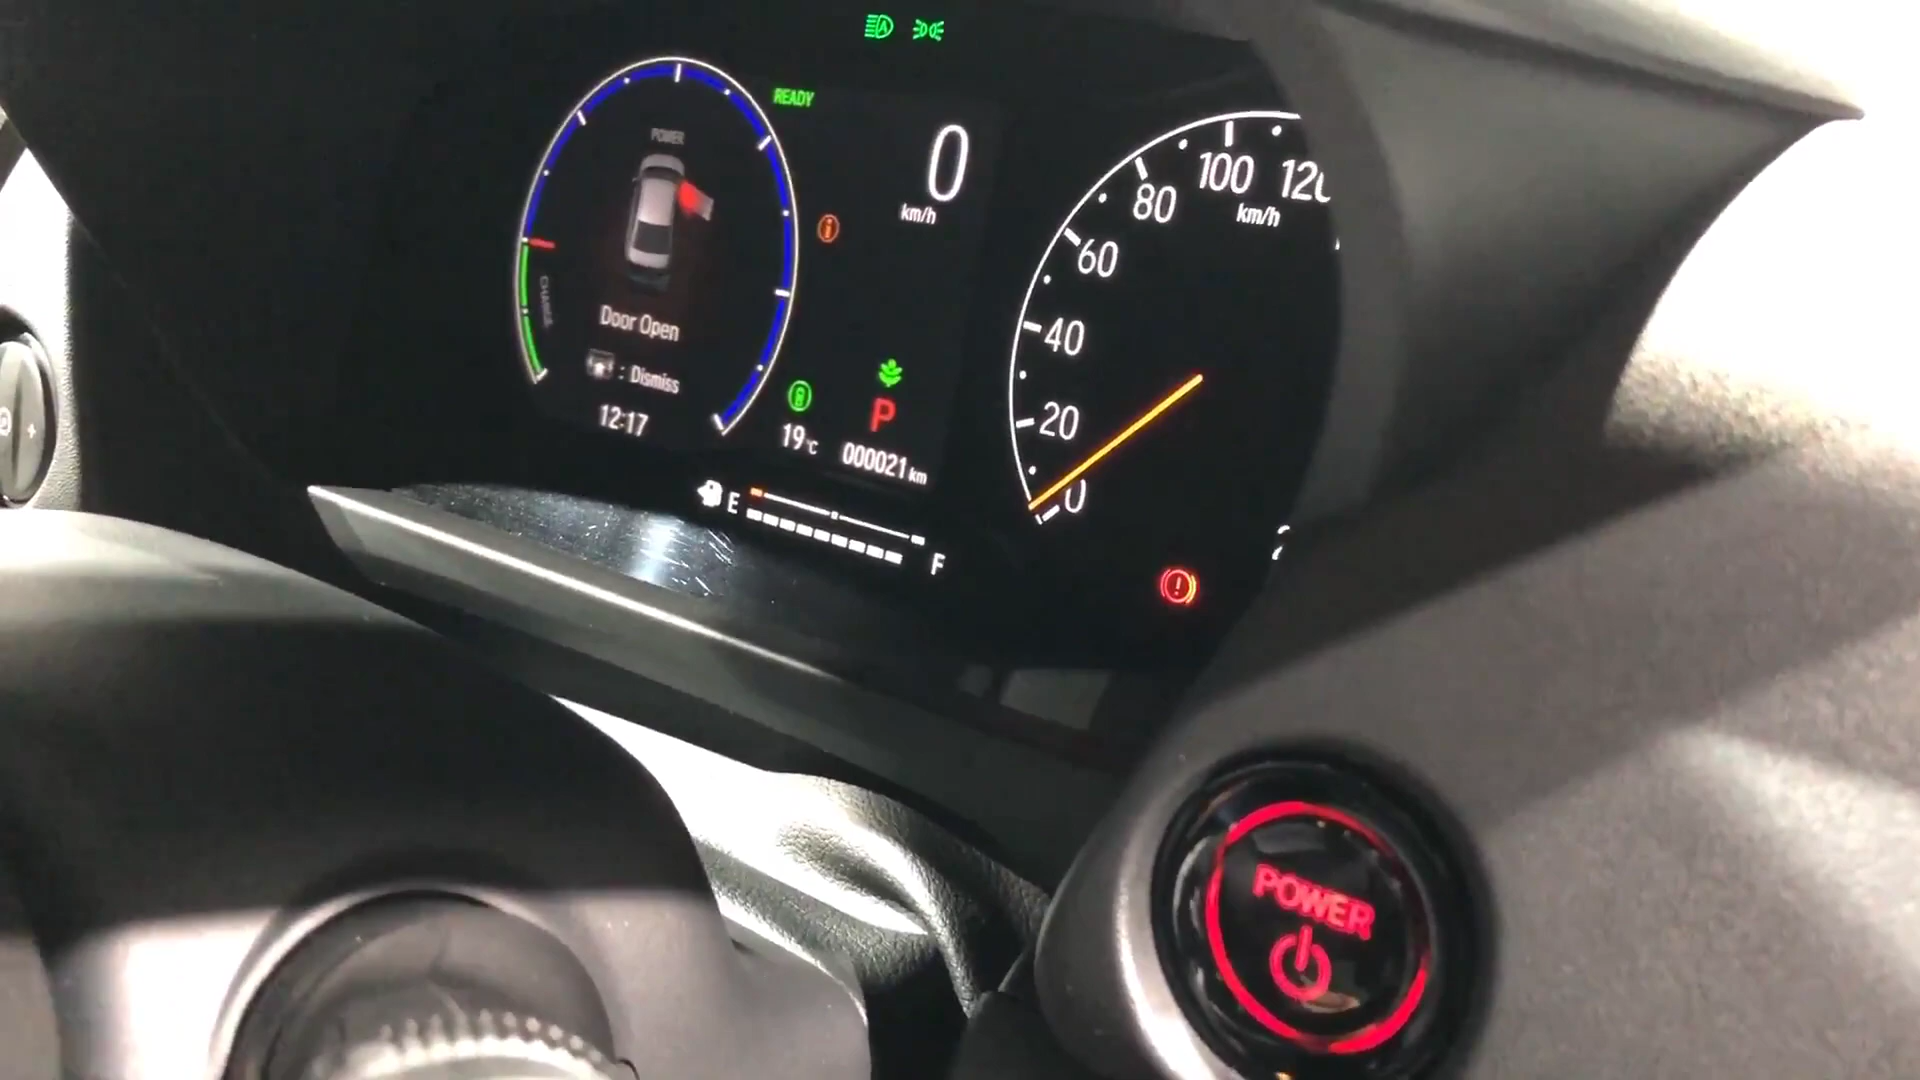 READY
POWER
0
km/h
CHARGE
Door Open
: Dismiss
12:17
19°C
P
000021 km
E
F
0
20
40
60
80
100
km/h
POWER